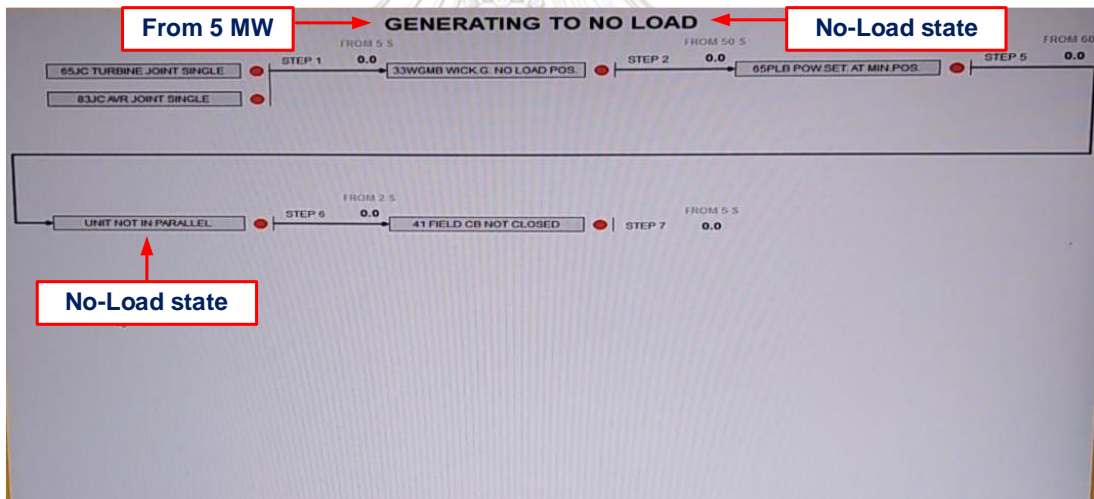 From 5 MW
GENERATING TO NO LOAD
No-Load state
65JC TURBINE JOINT SINGLE
83JC AVR JOINT SINGLE
STEP 1
FROM 5 S
0.0
33WGMB WICK.G. NO LOAD POS.
STEP 2
FROM 50 S
0.0
65PLB POW.SET. AT MIN.POS.
STEP 5
FROM 60
0.0
UNIT NOT IN PARALLEL
STEP 6
FROM 2 S
0.0
41 FIELD CB NOT CLOSED
STEP 7
FROM 5 S
0.0
No-Load state